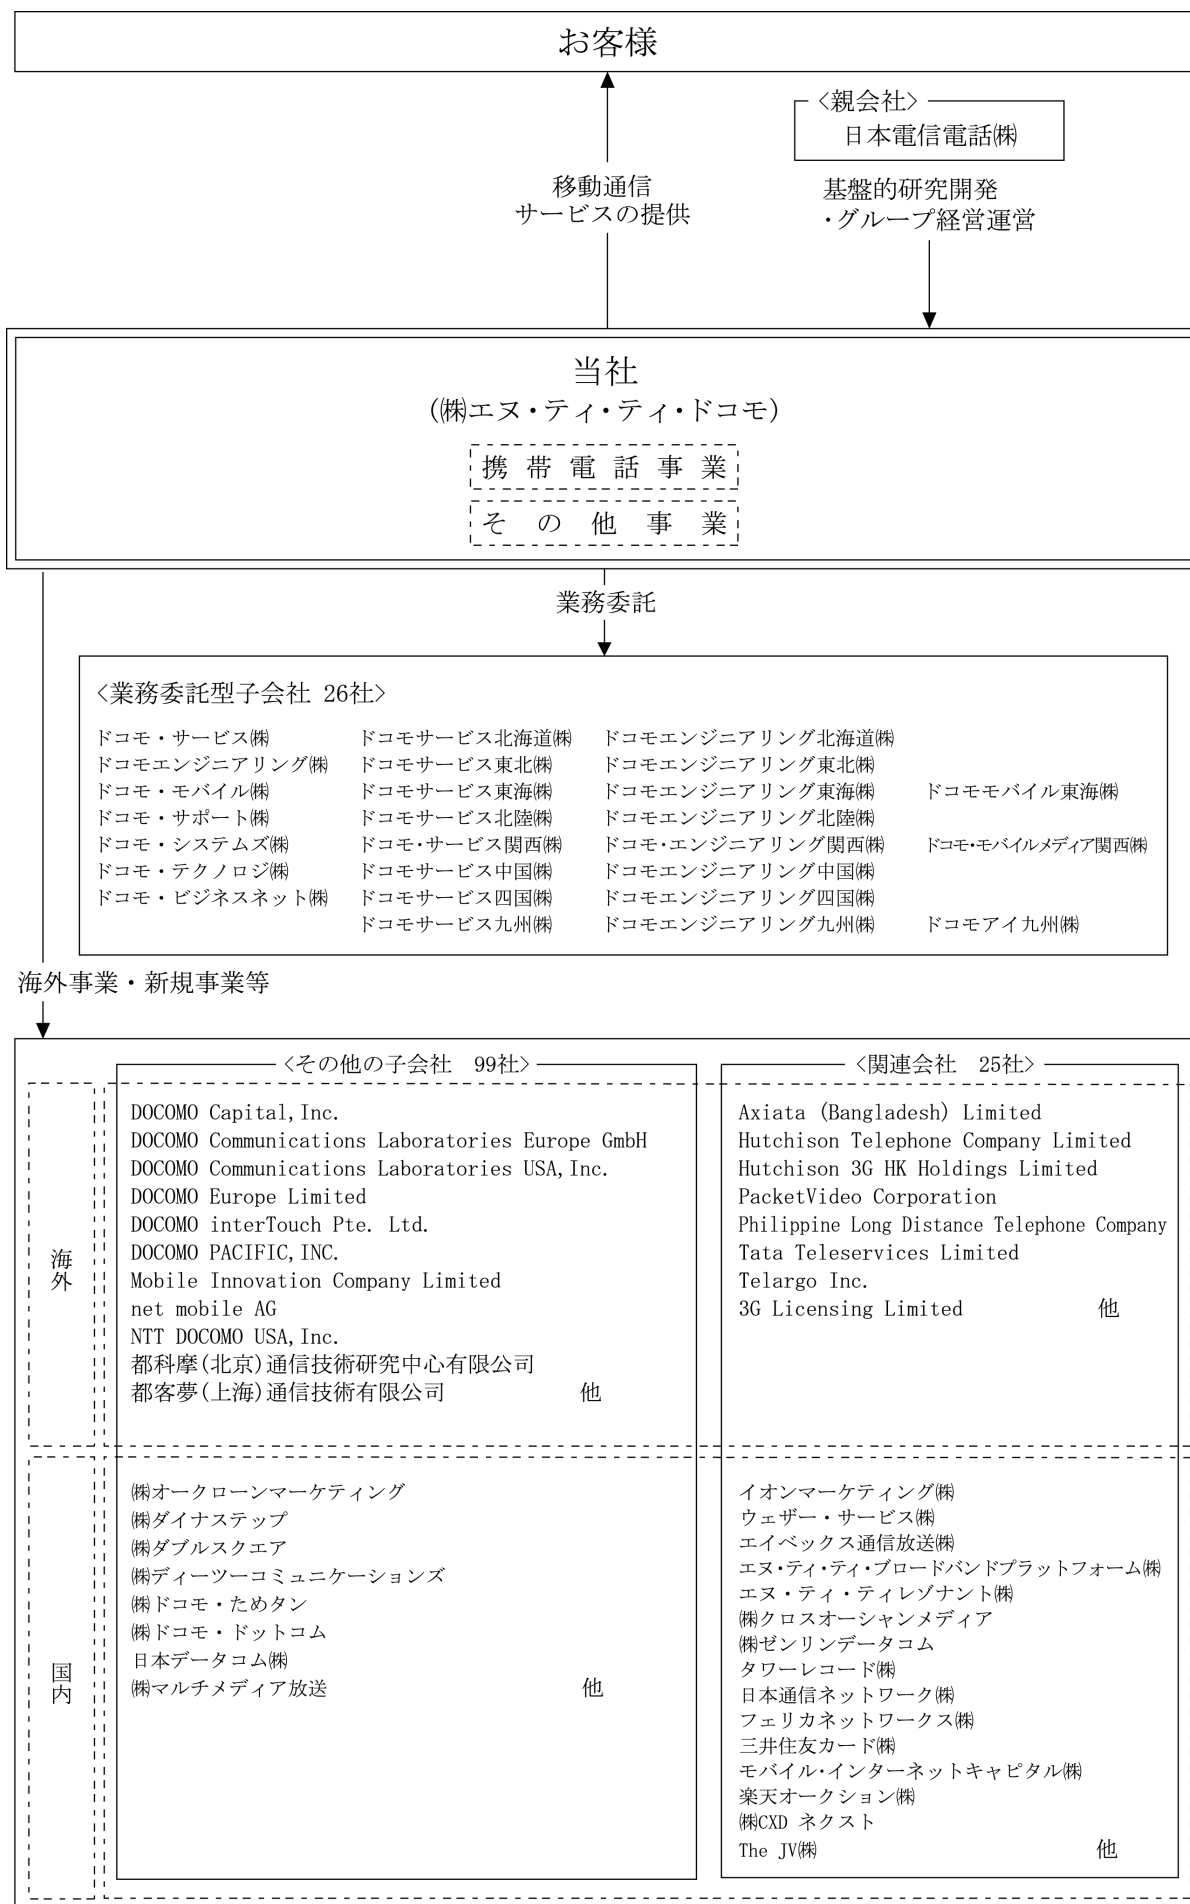 お客様
<親会社>
日本電信電話㈱
移動通信
サービスの提供
基盤的研究開発
・グループ経営運営
当社
(㈱エヌ・ティ・ティ・ドコモ)
携帯電話事業
その他事業
業務委託
<業務委託型子会社 26社>
ドコモ・サービス㈱ ドコモサービス北海道㈱ ドコモエンジニアリング北海道㈱
ドコモエンジニアリング㈱ ドコモサービス東北㈱ ドコモエンジニアリング東北㈱
ドコモ・モバイル㈱ ドコモサービス東海㈱ ドコモエンジニアリング東海㈱ ドコモモバイル東海㈱
ドコモ・サポート㈱ ドコモサービス北陸㈱ ドコモエンジニアリング北陸㈱
ドコモ・システムズ㈱ ドコモ・サービス関西㈱ ドコモ・エンジニアリング関西㈱ ドコモ・モバイルメディア関西㈱
ドコモ・テクノロジ㈱ ドコモサービス中国㈱ ドコモエンジニアリング中国㈱
ドコモ・ビジネスネット㈱ ドコモサービス四国㈱ ドコモエンジニアリング四国㈱
ドコモサービス九州㈱ ドコモエンジニアリング九州㈱ ドコモアイ九州㈱
海外事業・新規事業等
<その他の子会社 99社>
海外
DOCOMO Capital,Inc.
DOCOMO Communications Laboratories Europe GmbH
DOCOMO Communications Laboratories USA,Inc.
DOCOMO Europe Limited
DOCOMO interTouch Pte. Ltd.
DOCOMO PACIFIC,INC.
Mobile Innovation Company Limited
net mobile AG
NTT DOCOMO USA,Inc.
都科摩(北京)通信技術研究中心有限公司
都客夢(上海)通信技術有限公司 他
<関連会社 25社>
Axiata (Bangladesh) Limited
Hutchison Telephone Company Limited
Hutchison 3G HK Holdings Limited
PacketVideo Corporation
Philippine Long Distance Telephone Company
Tata Teleservices Limited
Telargo Inc.
3G Licensing Limited 他
国内
㈱オークローンマーケティング
㈱ダイナステップ
㈱ダブルスクエア
㈱ディーツーコミュニケーションズ
㈱ドコモ・ためタン
㈱ドコモ・ドットコム
日本データコム㈱
㈱マルチメディア放送 他
イオンマーケティング㈱
ウェザー・サービス㈱
エイベックス通信放送㈱
エヌ・ティ・ティ・ブロードバンドプラットフォーム㈱
エヌ・ティ・ティレゾナント㈱
㈱クロスオーシャンメディア
㈱ゼンリンデータコム
タワーレコード㈱
日本通信ネットワーク㈱
フェリカネットワークス㈱
三井住友カード㈱
モバイル・インターネットキャピタル㈱
楽天オークション㈱
㈱CXD ネクスト
The JV㈱ 他